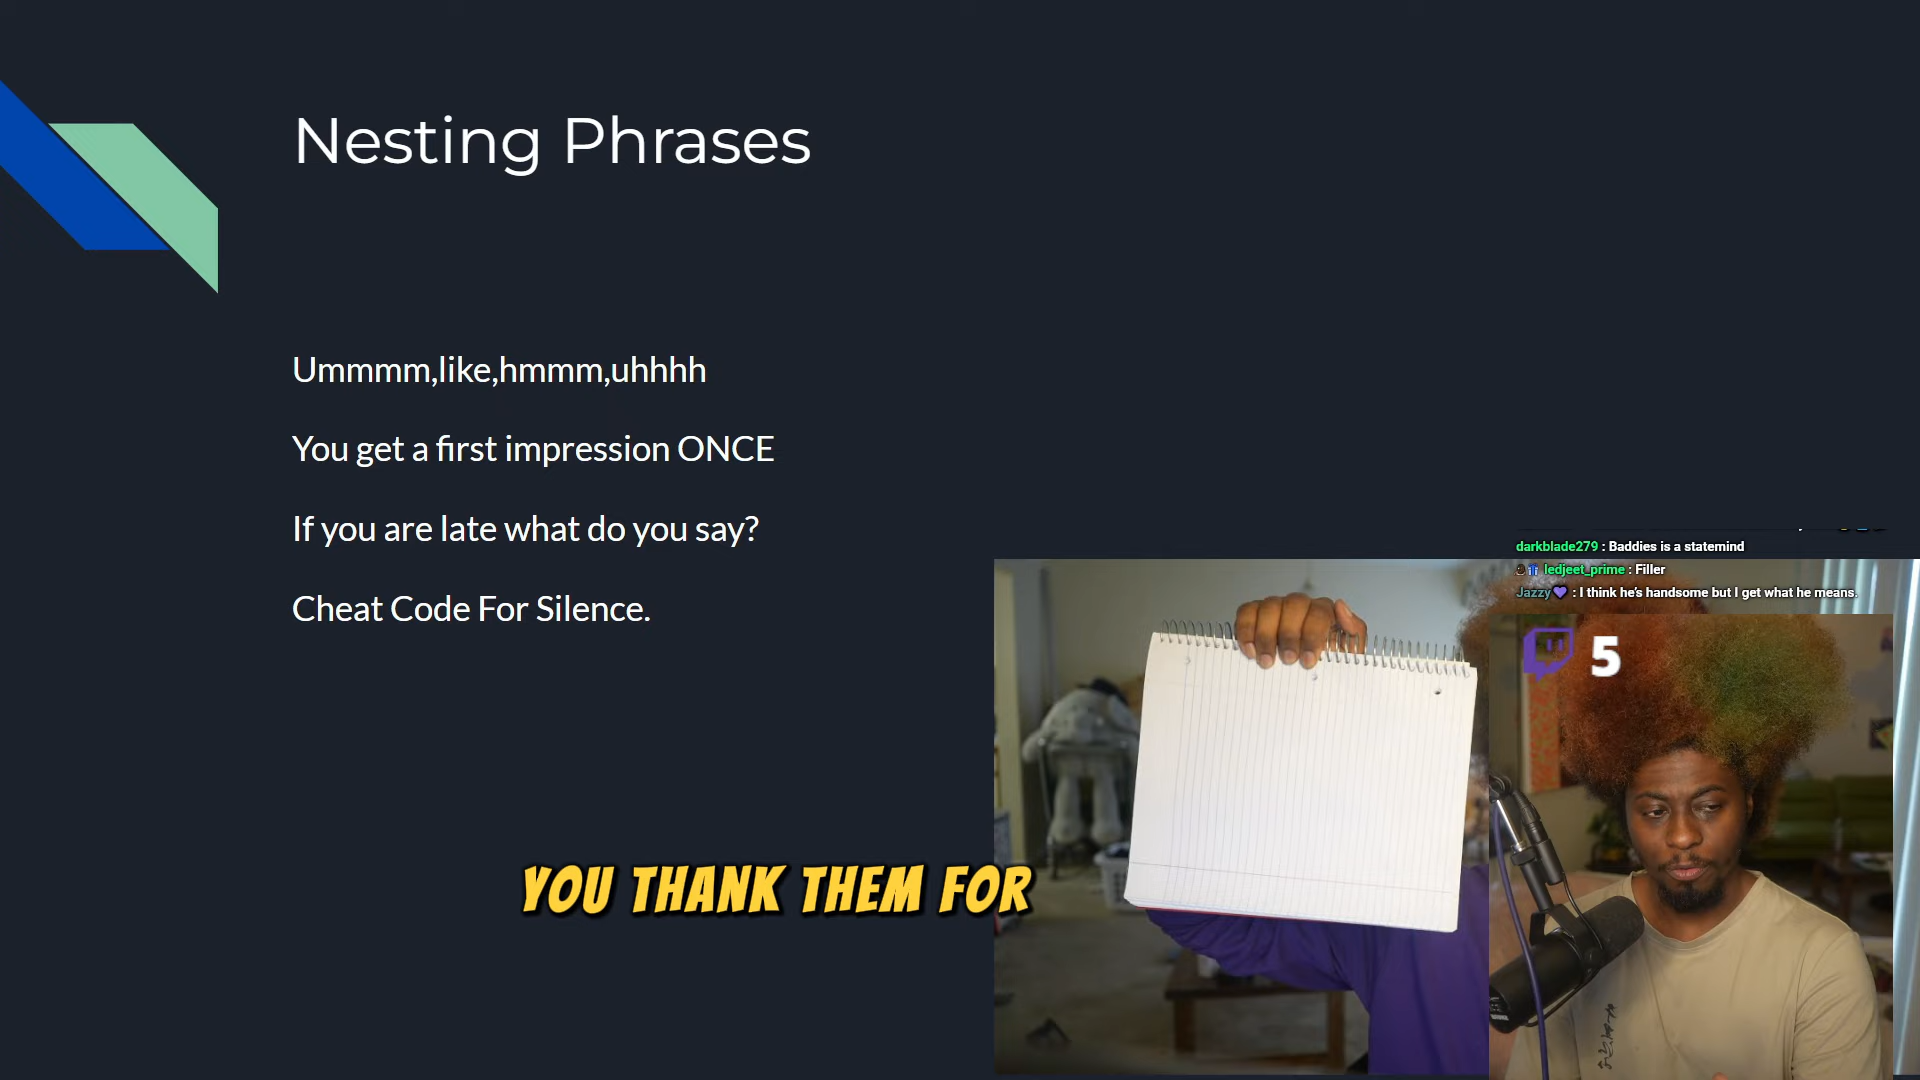 Nesting Phrases
Ummmm,like,hmmm,uhhhh
You get a first impression ONCE
If you are late what do you say?
Cheat Code For Silence.
darkblade279 : Baddies is a statemind
ledjeet_prime : Filler
Jazzy : I think he's handsome but I get what he means.
5
YOU THANK THEM FOR